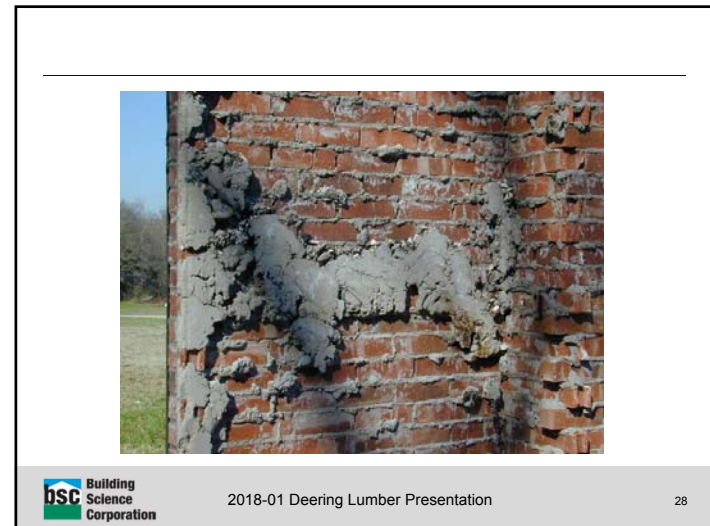 bsc Building
Science
Corporation
2018-01 Deering Lumber Presentation
28